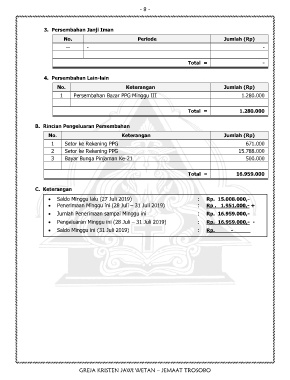 - 8 -
3. Persembahan Janji Iman
No. Periode Jumlah (Rp)
--- - -
Total = -
4. Persembahan Lain-lain
No. Keterangan Jumlah (Rp)
1 Persembahan Bazar PPG Minggu III 1.280.000
Total = 1.280.000
B. Rincian Pengeluaran Persembahan
No. Keterangan Jumlah (Rp)
1 Setor ke Rekening PPG 671.000
2 Setor ke Rekening PPG 15.788.000
3 Bayar Bunga Pinjaman Ke-21 500.000
Total = 16.959.000
C. Keterangan
• Saldo Minggu lalu (27 Juli 2019) : Rp. 15.008.000,-
• Penerimaan Minggu ini (28 Juli – 31 Juli 2019) : Rp . 1.951.000,- +
• Jumlah Penerimaan sampai Minggu ini : Rp. 16.959.000,-
• Pengeluaran Minggu ini (28 Juli – 31 Juli 2019) : Rp. 16.959.000,- -
• Saldo Minggu ini (31 Juli 2019) : Rp. -
GREJA KRISTEN JAWI WETAN – JEMAAT TROSOBO